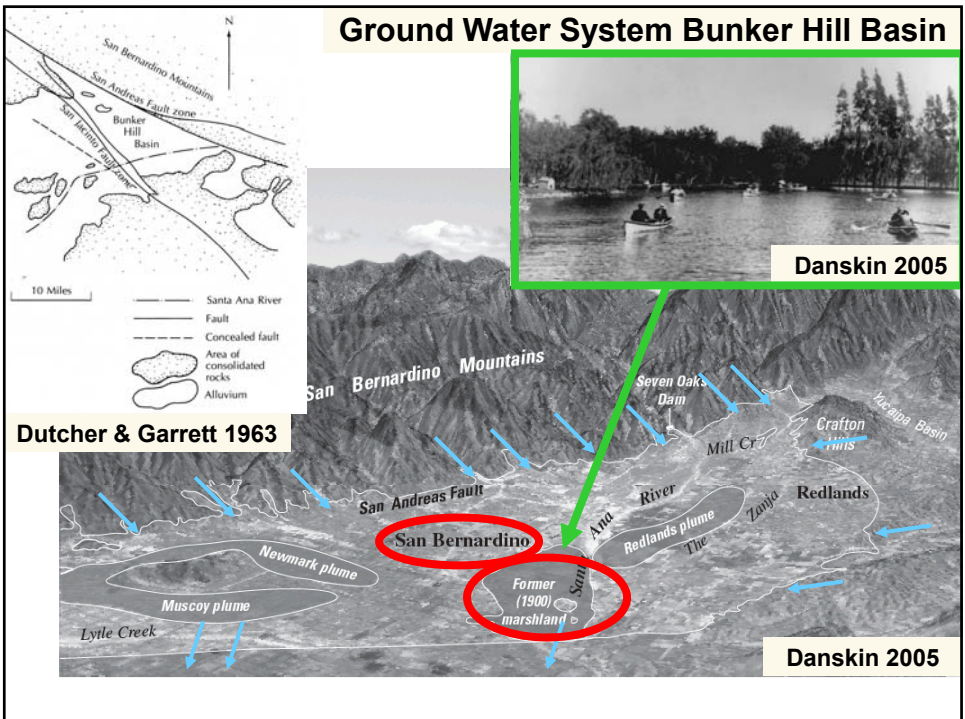 Ground Water System Bunker Hill Basin
N
San Bernardino Mountains
San Andreas Fault zone
Bunker
Hill
Basin
San Jacinto Fault zone
10 Miles
Santa Ana River
Fault
Concealed fault
Area of
consolidated
rocks
Alluvium
Dutcher & Garrett 1963
Danskin 2005
San Bernardino Mountains
Seven Oaks
Dam
Yucaipa Basin
Crafton
Hills
Mill Cr
San Andreas Fault
River
Redlands
Zanja
San Bernardino
Ana
Redlands plume
The
Santa
Newmark plume
Former
(1900)
marshland
Muscoy plume
Lytle Creek
Danskin 2005